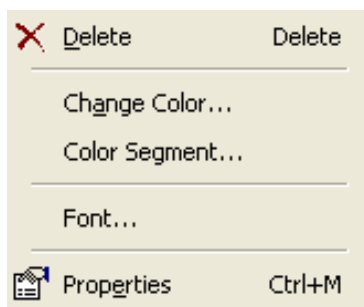 Delete Delete
Change Color...
Color Segment...
Font...
Properties Ctrl+M